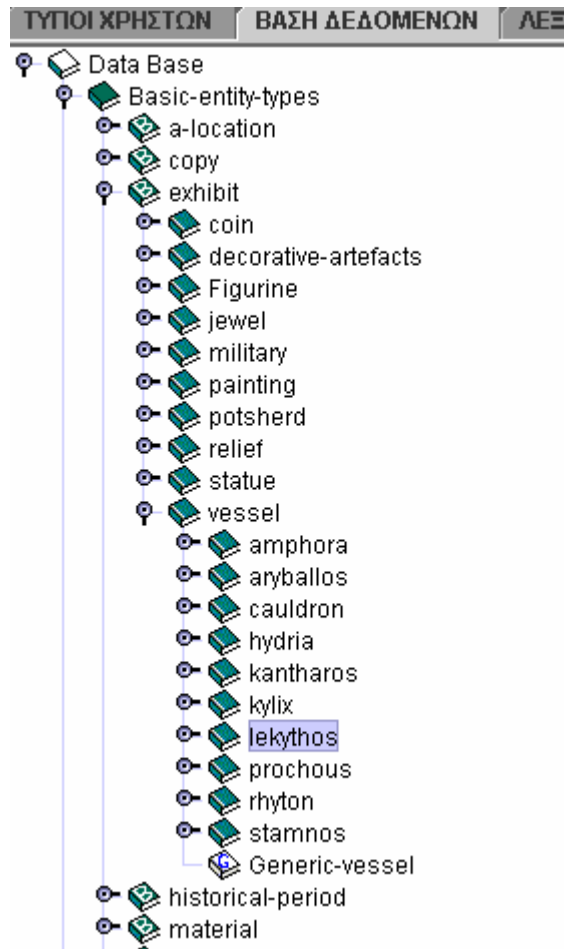 ΤΥΠΟΙ ΧΡΗΣΤΩΝ ΒΑΣΗ ΔΕΔΟΜΕΝΩΝ ΛΕΞ
Data Base
Basic-entity-types
a-location
copy
exhibit
coin
decorative-artefacts
Figurine
jewel
military
painting
potsherd
relief
statue
vessel
amphora
aryballos
cauldron
hydria
kantharos
kylix
lekythos
prochous
rhyton
stamnos
Generic-vessel
historical-period
material